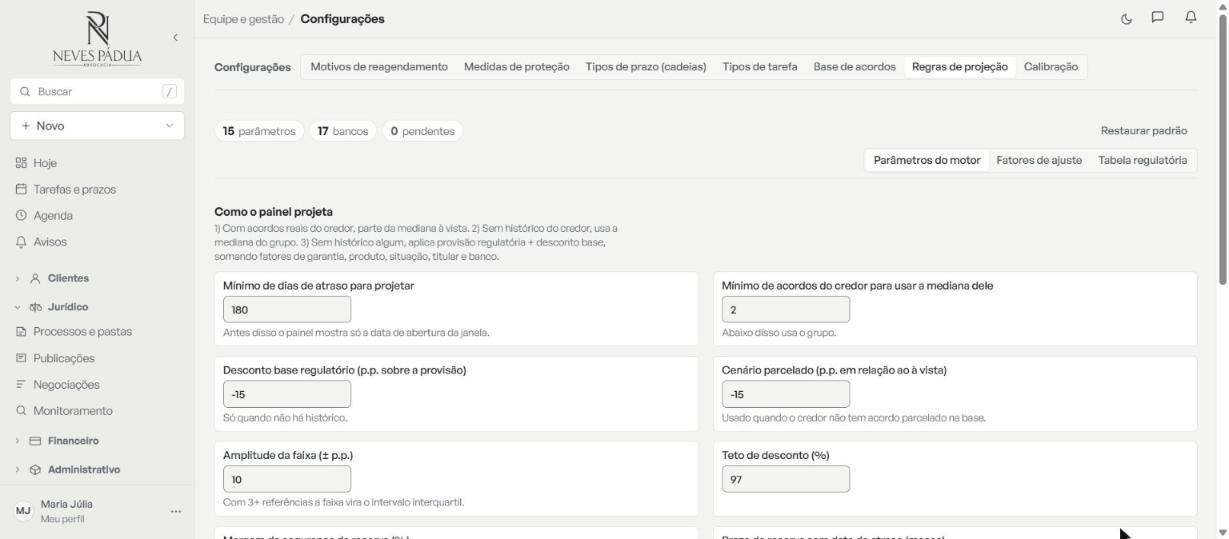 NEVES PÁDUA
ADVOCACIA
Equipe e gestão / Configurações
Buscar /
+ Novo
Hoje
Tarefas e prazos
Agenda
Avisos
Clientes
Jurídico
Processos e pastas
Publicações
Negociações
Monitoramento
Financeiro
Administrativo
MJ
Maria Júlia
Meu perfil
...
Configurações Motivos de reagendamento Medidas de proteção Tipos de prazo (cadeias) Tipos de tarefa Base de acordos Regras de projeção Calibração
15 parâmetros 17 bancos 0 pendentes Restaurar padrão
Parâmetros do motor Fatores de ajuste Tabela regulatória
Como o painel projeta
1) Com acordos reais do credor, parte da mediana à vista. 2) Sem histórico do credor, usa a
mediana do grupo. 3) Sem histórico algum, aplica provisão regulatória + desconto base,
somando fatores de garantia, produto, situação, titular e banco.
Mínimo de dias de atraso para projetar
180
Antes disso o painel mostra só a data de abertura da janela.
Mínimo de acordos do credor para usar a mediana dele
2
Abaixo disso usa o grupo.
Desconto base regulatório (p.p. sobre a provisão)
-15
Só quando não há histórico.
Cenário parcelado (p.p. em relação ao à vista)
-15
Usado quando o credor não tem acordo parcelado na base.
Amplitude da faixa (± p.p.)
10
Com 3+ referências a faixa vira o intervalo interquartil.
Teto de desconto (%)
97